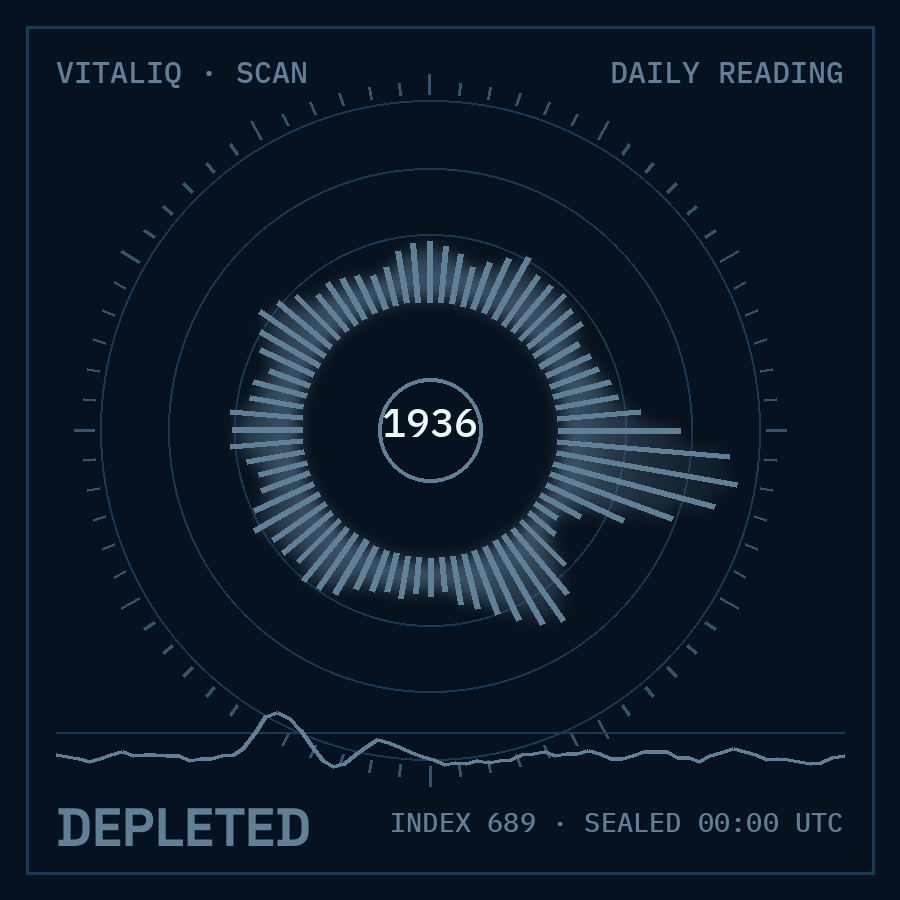 VITALIQ · SCAN
DAILY READING
1936
DEPLETED
INDEX 689 · SEALED 00:00 UTC